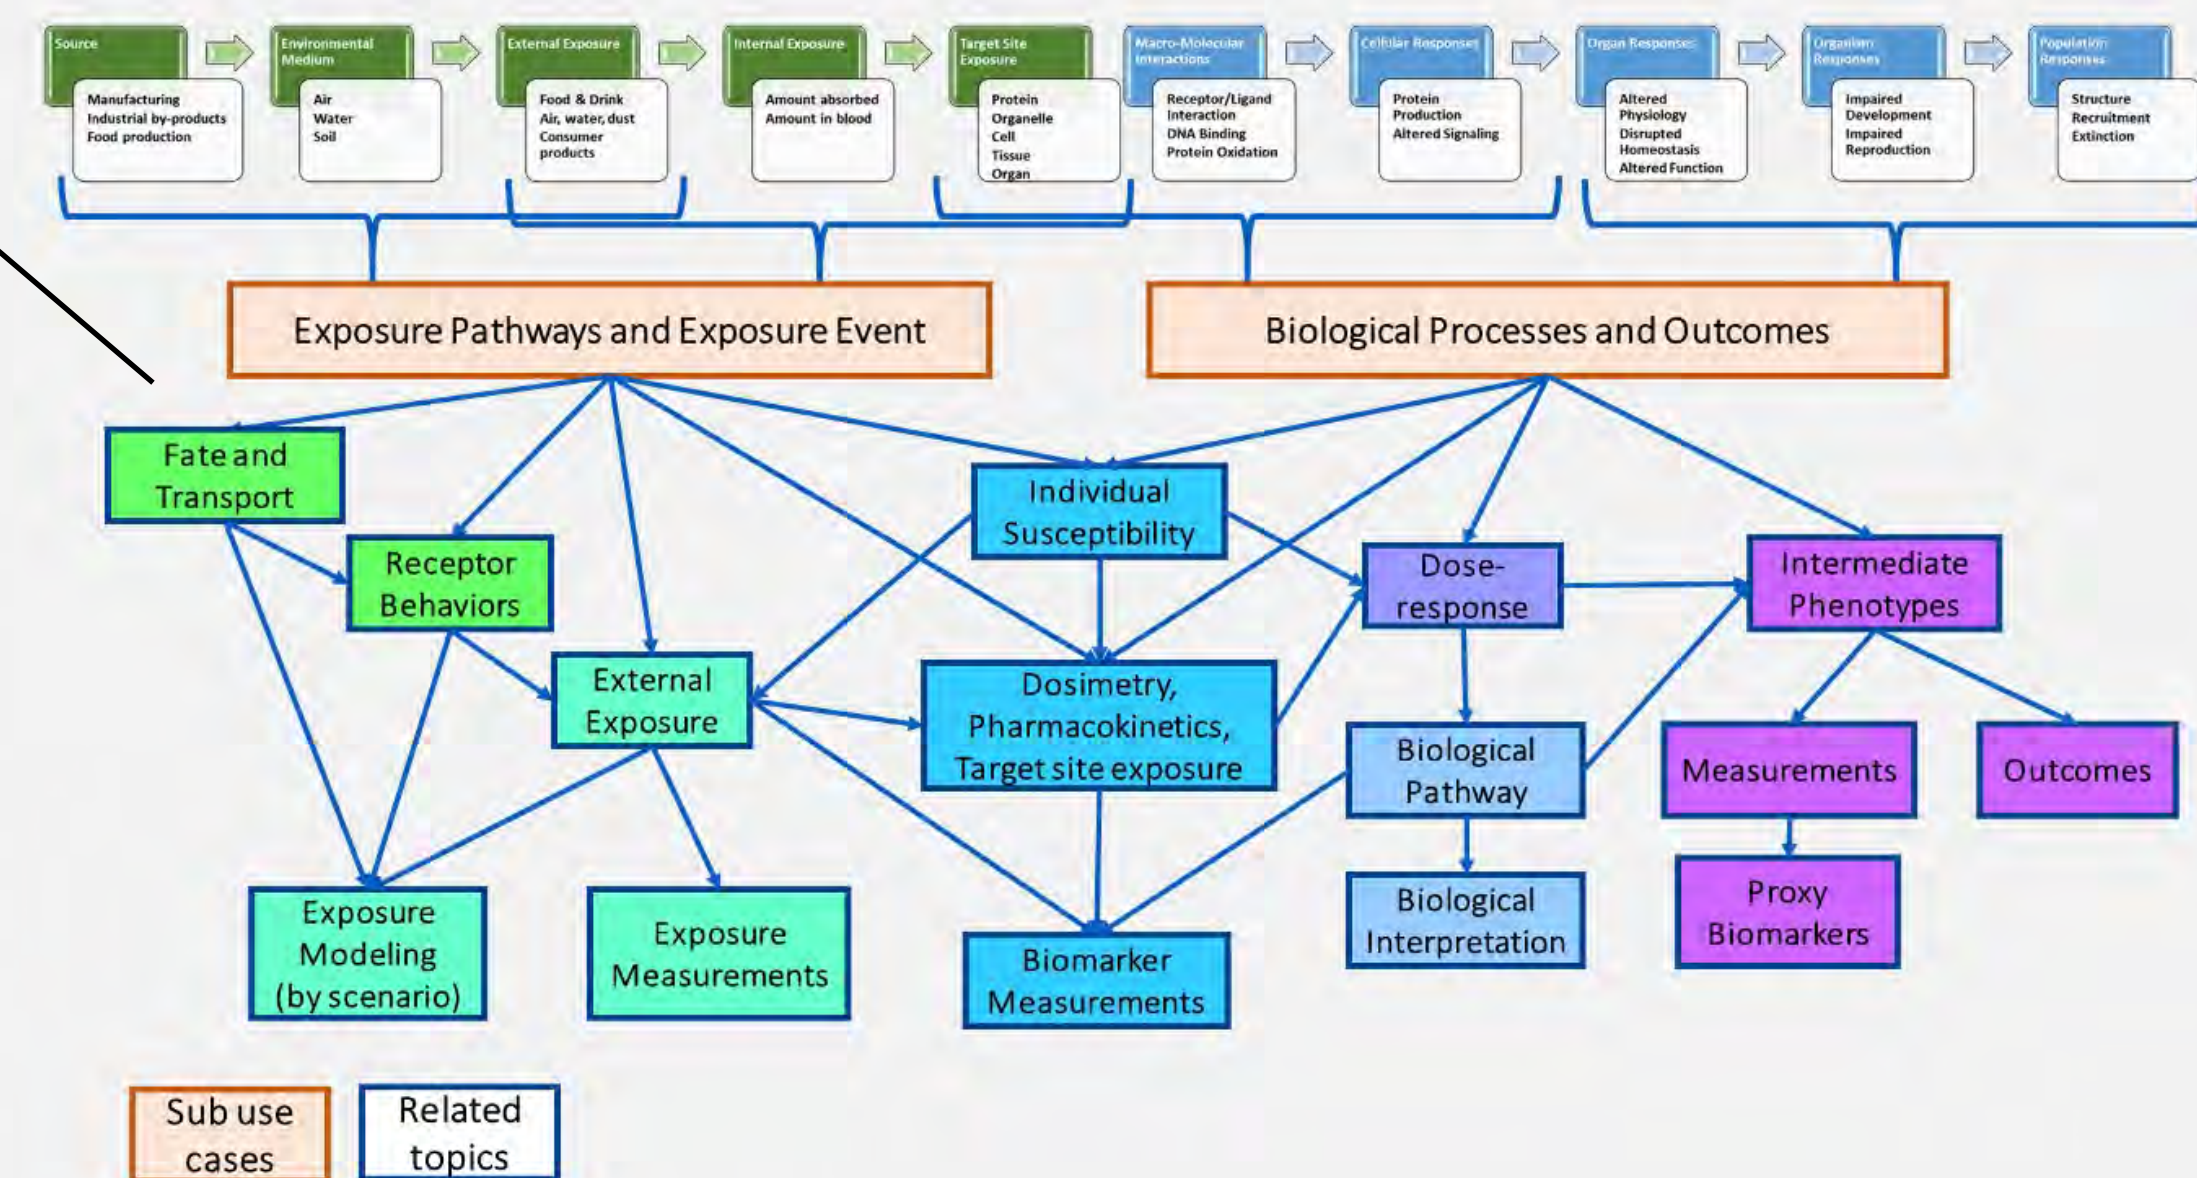 Source
Manufacturing
Industrial by-products
Food production
Environmental
Medium
Air
Water
Soil
External Exposure
Food & Drink
Air, water, dust
Consumer
products
Internal Exposure
Amount absorbed
Amount in blood
Target Site
Exposure
Protein
Organelle
Cell
Tissue
Organ
Macro-Molecular
Interactions
Receptor/Ligand
Interaction
DNA Binding
Protein Oxidation
Cellular Responses
Protein
Production
Altered Signaling
Organ Responses
Altered
Physiology
Disrupted
Homeostasis
Altered Function
Organism
Responses
Impaired
Development
Impaired
Reproduction
Population
Responses
Structure
Recruitment
Extinction
Exposure Pathways and Exposure Event
Biological Processes and Outcomes
Fate and
Transport
Receptor
Behaviors
External
Exposure
Individual
Susceptibility
Dosimetry,
Pharmacokinetics,
Target site exposure
Dose-
response
Intermediate
Phenotypes
Biological
Pathway
Measurements
Outcomes
Exposure
Modeling
(by scenario)
Exposure
Measurements
Biomarker
Measurements
Biological
Interpretation
Proxy
Biomarkers
Sub use
cases
Related
topics